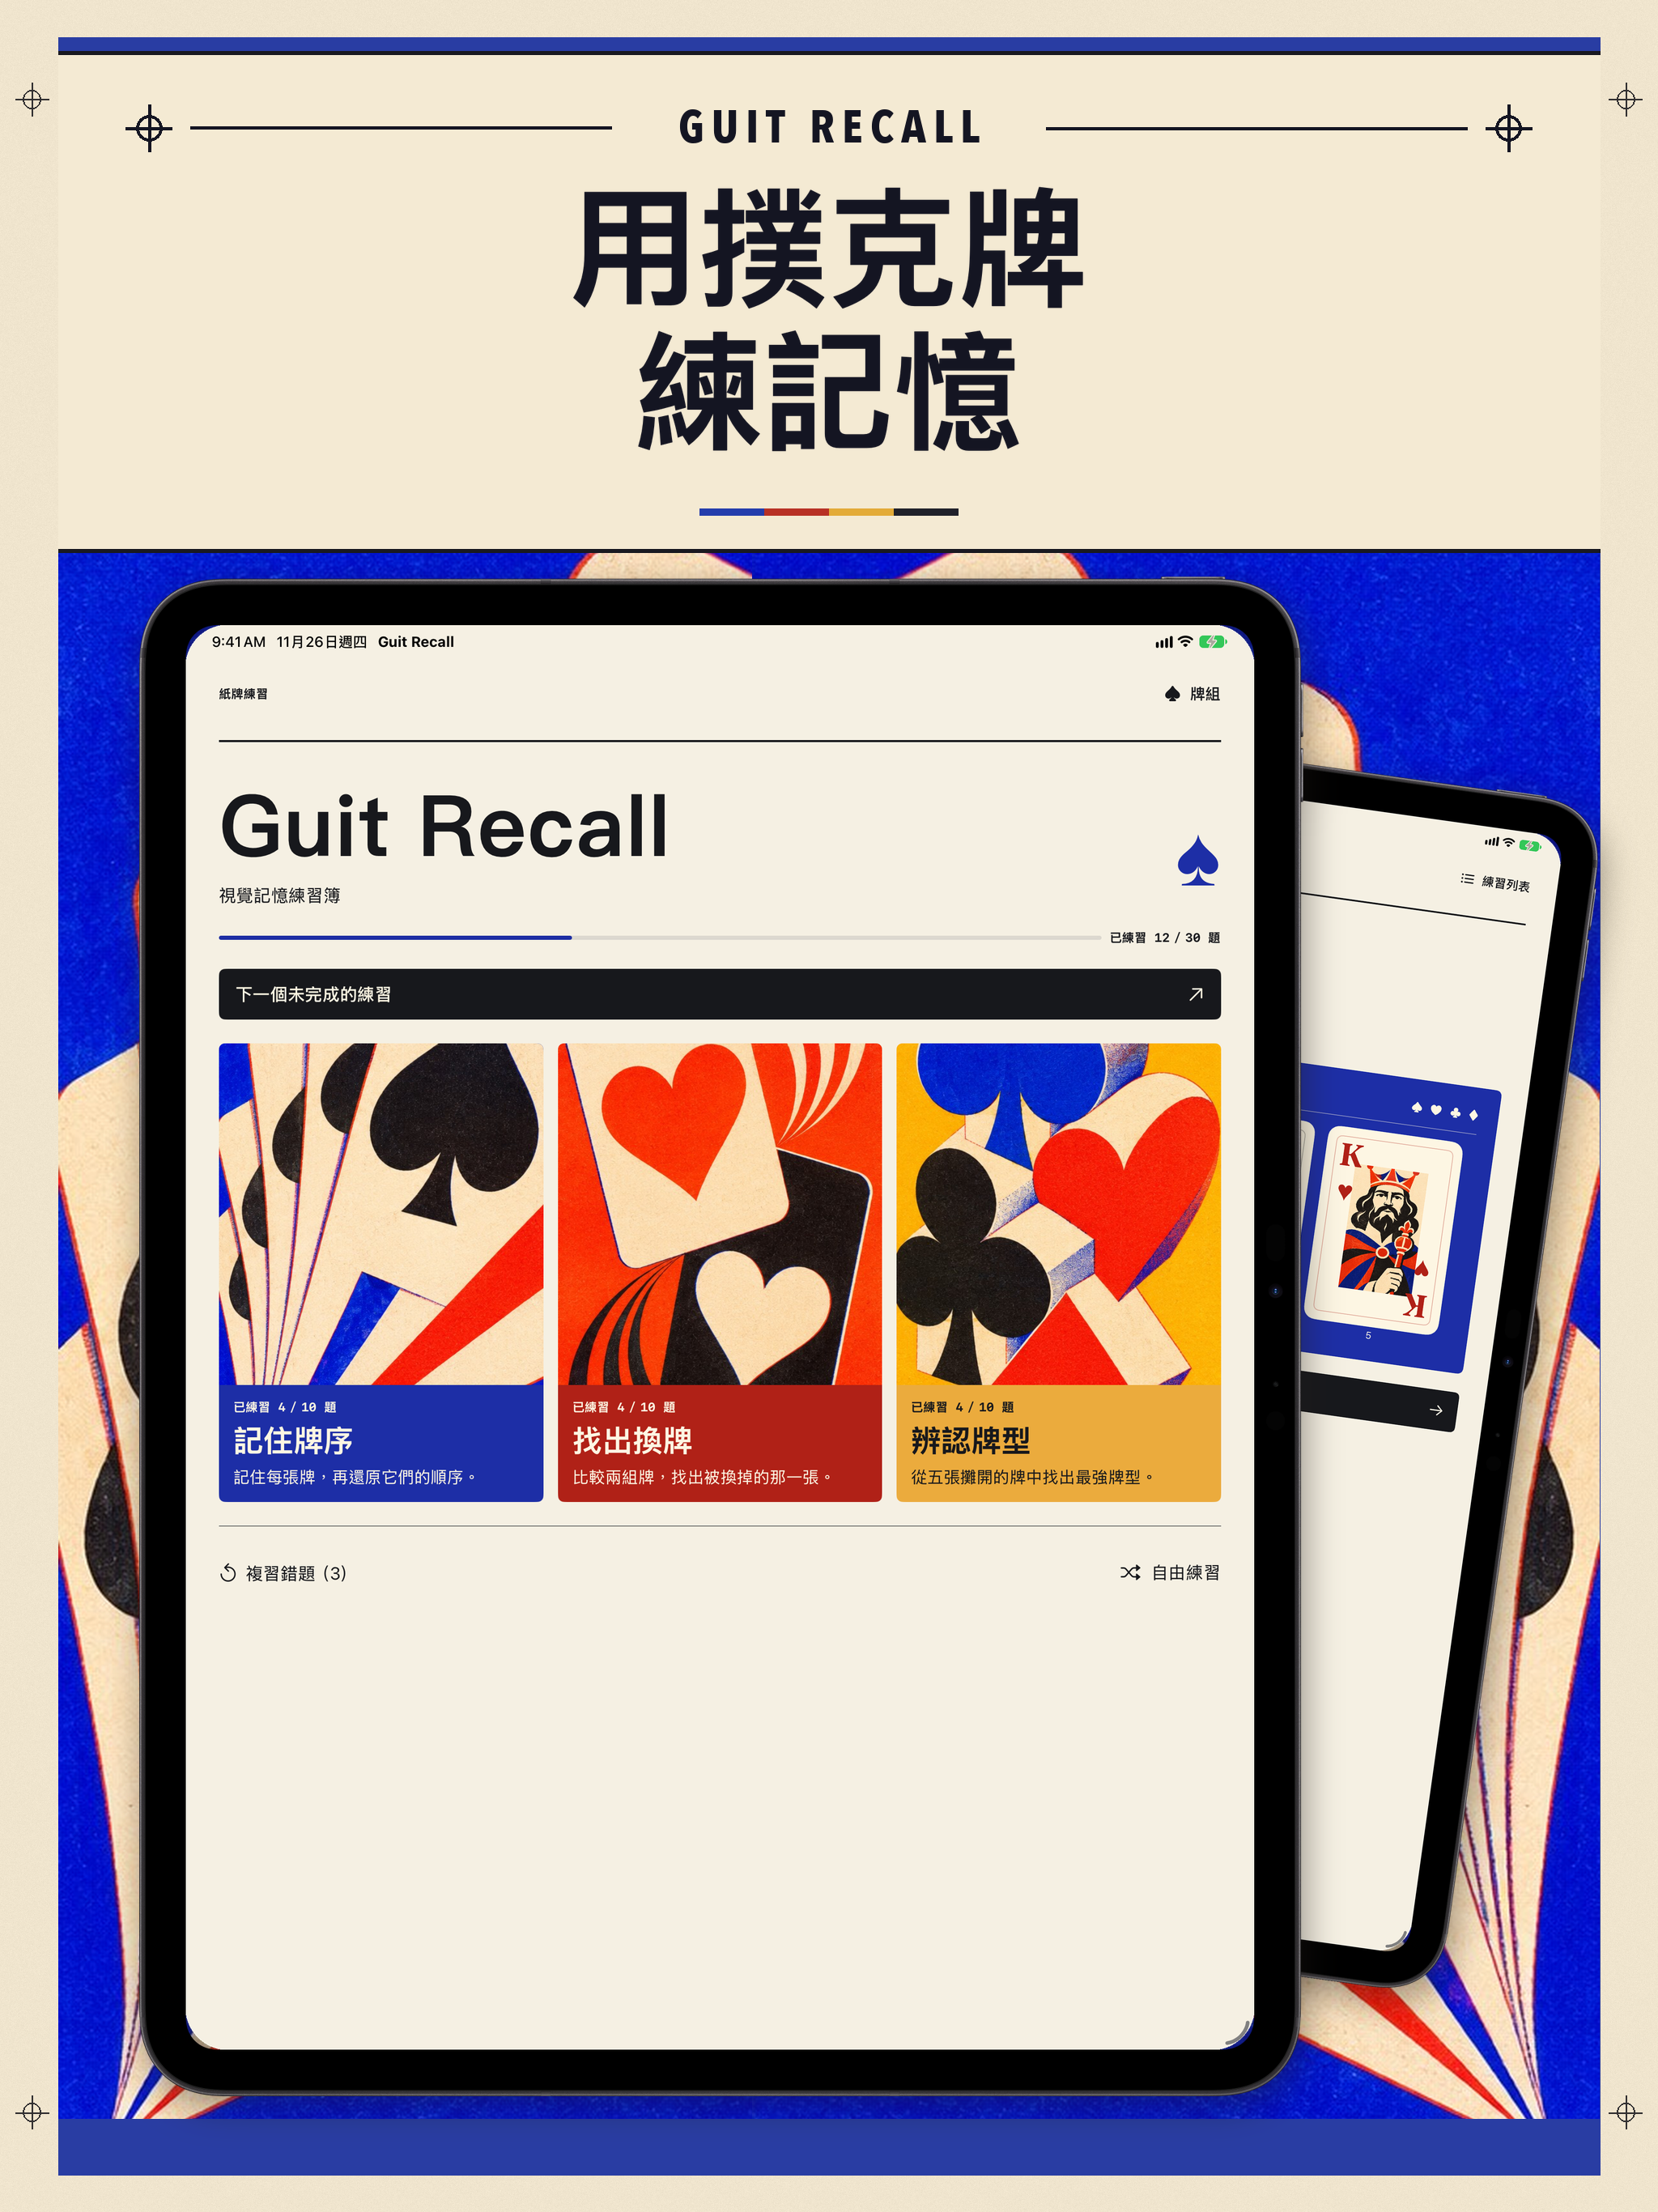 GUIT RECALL
用撲克牌
練記憶
9:41 AM 11月26日週四 Guit Recall
紙牌練習
牌組
Guit Recall
視覺記憶練習簿
已練習 12 / 30 題
下一個未完成的練習
已練習 4 / 10 題
記住牌序
記住每張牌，再還原它們的順序。
已練習 4 / 10 題
找出換牌
比較兩組牌，找出被換掉的那一張。
已練習 4 / 10 題
辨認牌型
從五張攤開的牌中找出最強牌型。
複習錯題 (3)
自由練習
練習列表
K
K
5